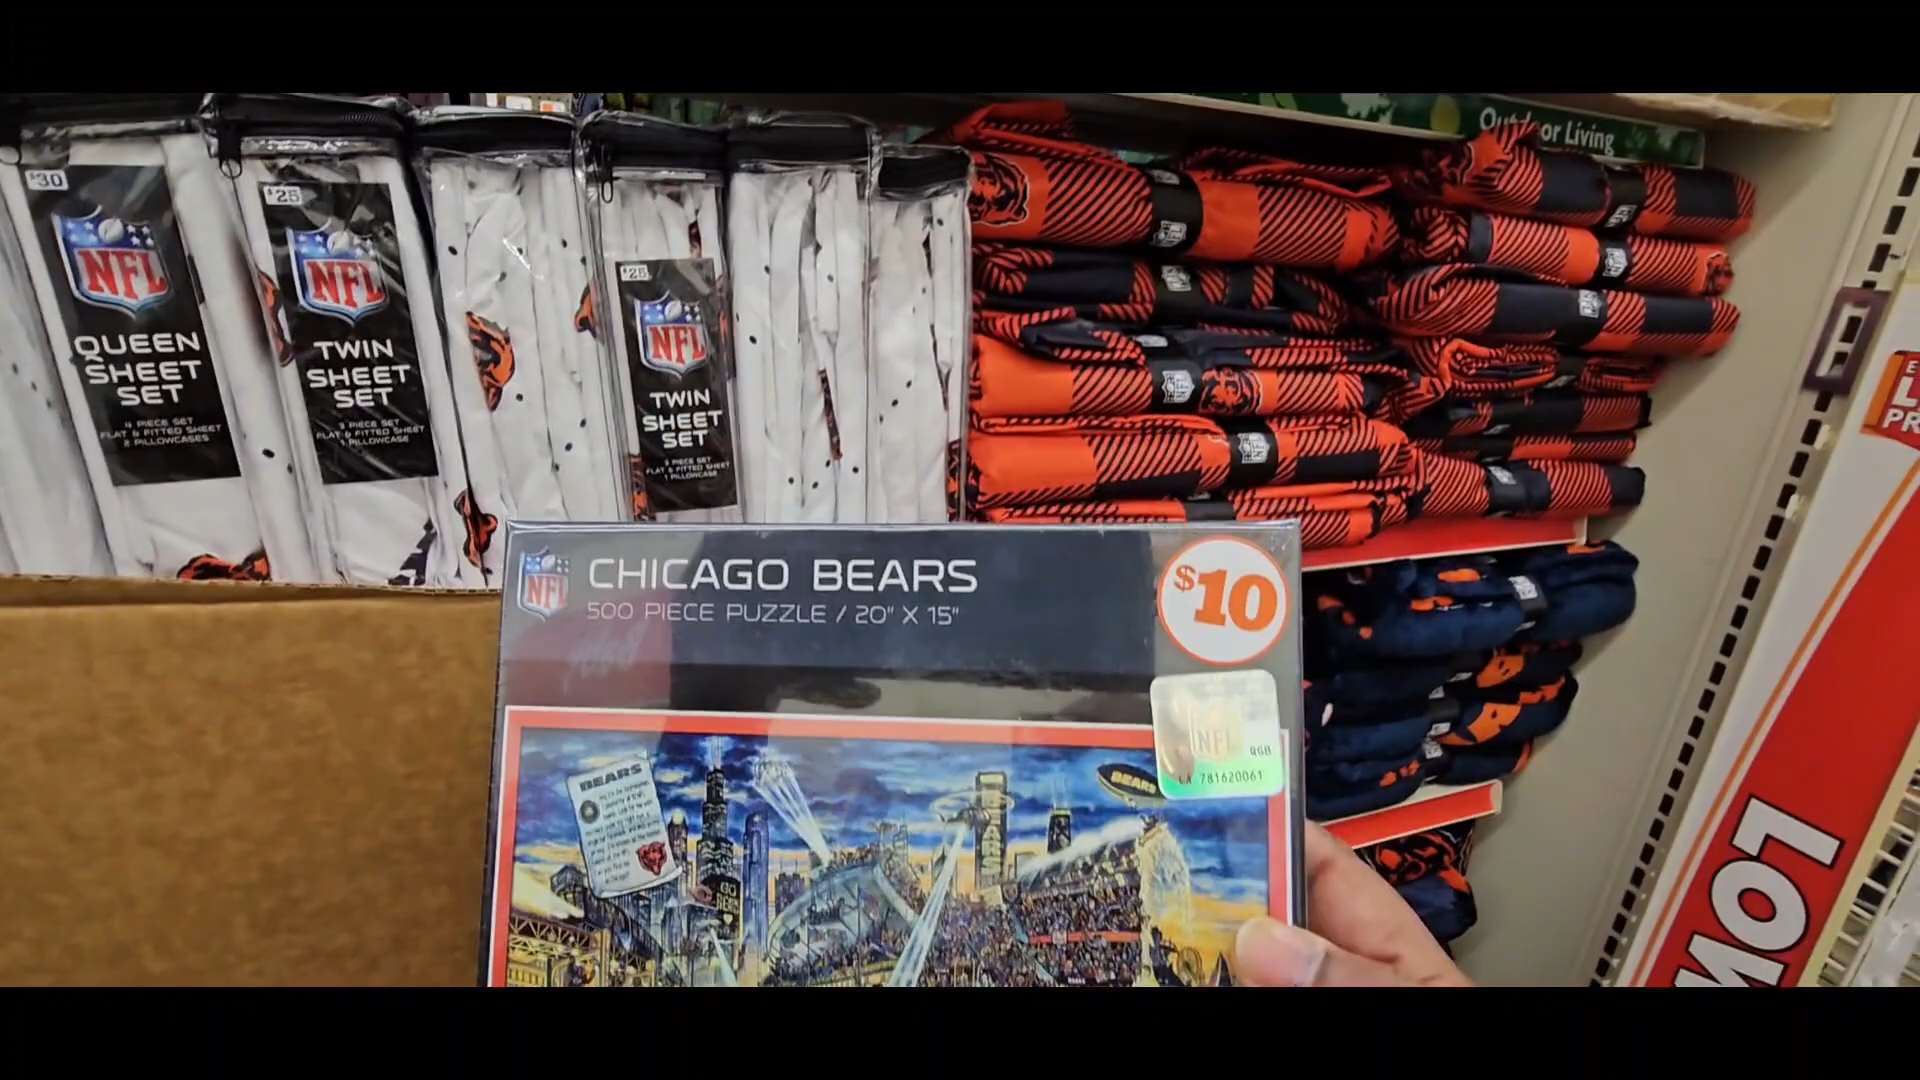 Outdoor Living
$30
NFL
QUEEN
SHEET
SET
4 PIECE SET
FLAT & FITTED SHEET
2 PILLOWCASES
$25
NFL
TWIN
SHEET
SET
3 PIECE SET
FLAT & FITTED SHEET
1 PILLOWCASE
$25
NFL
TWIN
SHEET
SET
3 PIECE SET
FLAT & FITTED SHEET
1 PILLOWCASE
NFL
CHICAGO BEARS
500 PIECE PUZZLE / 20" X 15"
$10
NFL
QGB
781620061
BEARS
BEARS
GO
LOW